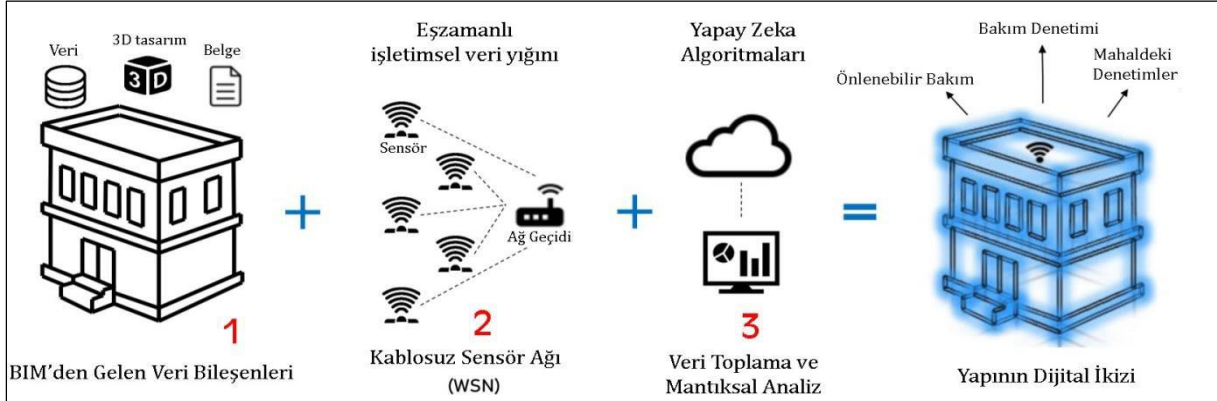 Veri
3D tasarım
Belge
3D
BIM'den Gelen Veri Bileşenleri
1
+
Eşzamanlı
işletimsel veri yığını
Sensör
Ağ Geçidi
2
Kablosuz Sensör Ağı
(WSN)
+
Yapay Zeka
Algoritmaları
3
Veri Toplama ve
Mantıksal Analiz
=
Bakım Denetimi
Önlenebilir Bakım
Mahaldeki
Denetimler
Yapının Dijital İkizi